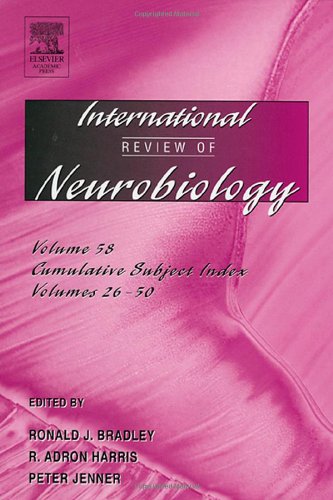 ELSEVIER
ACADEMIC
PRESS
International
REVIEW OF
Neurobiology
Volume 58
Cumulative Subject Index
Volumes 26-50
EDITED BY
RONALD J. BRADLEY
R. ADRON HARRIS
PETER JENNER